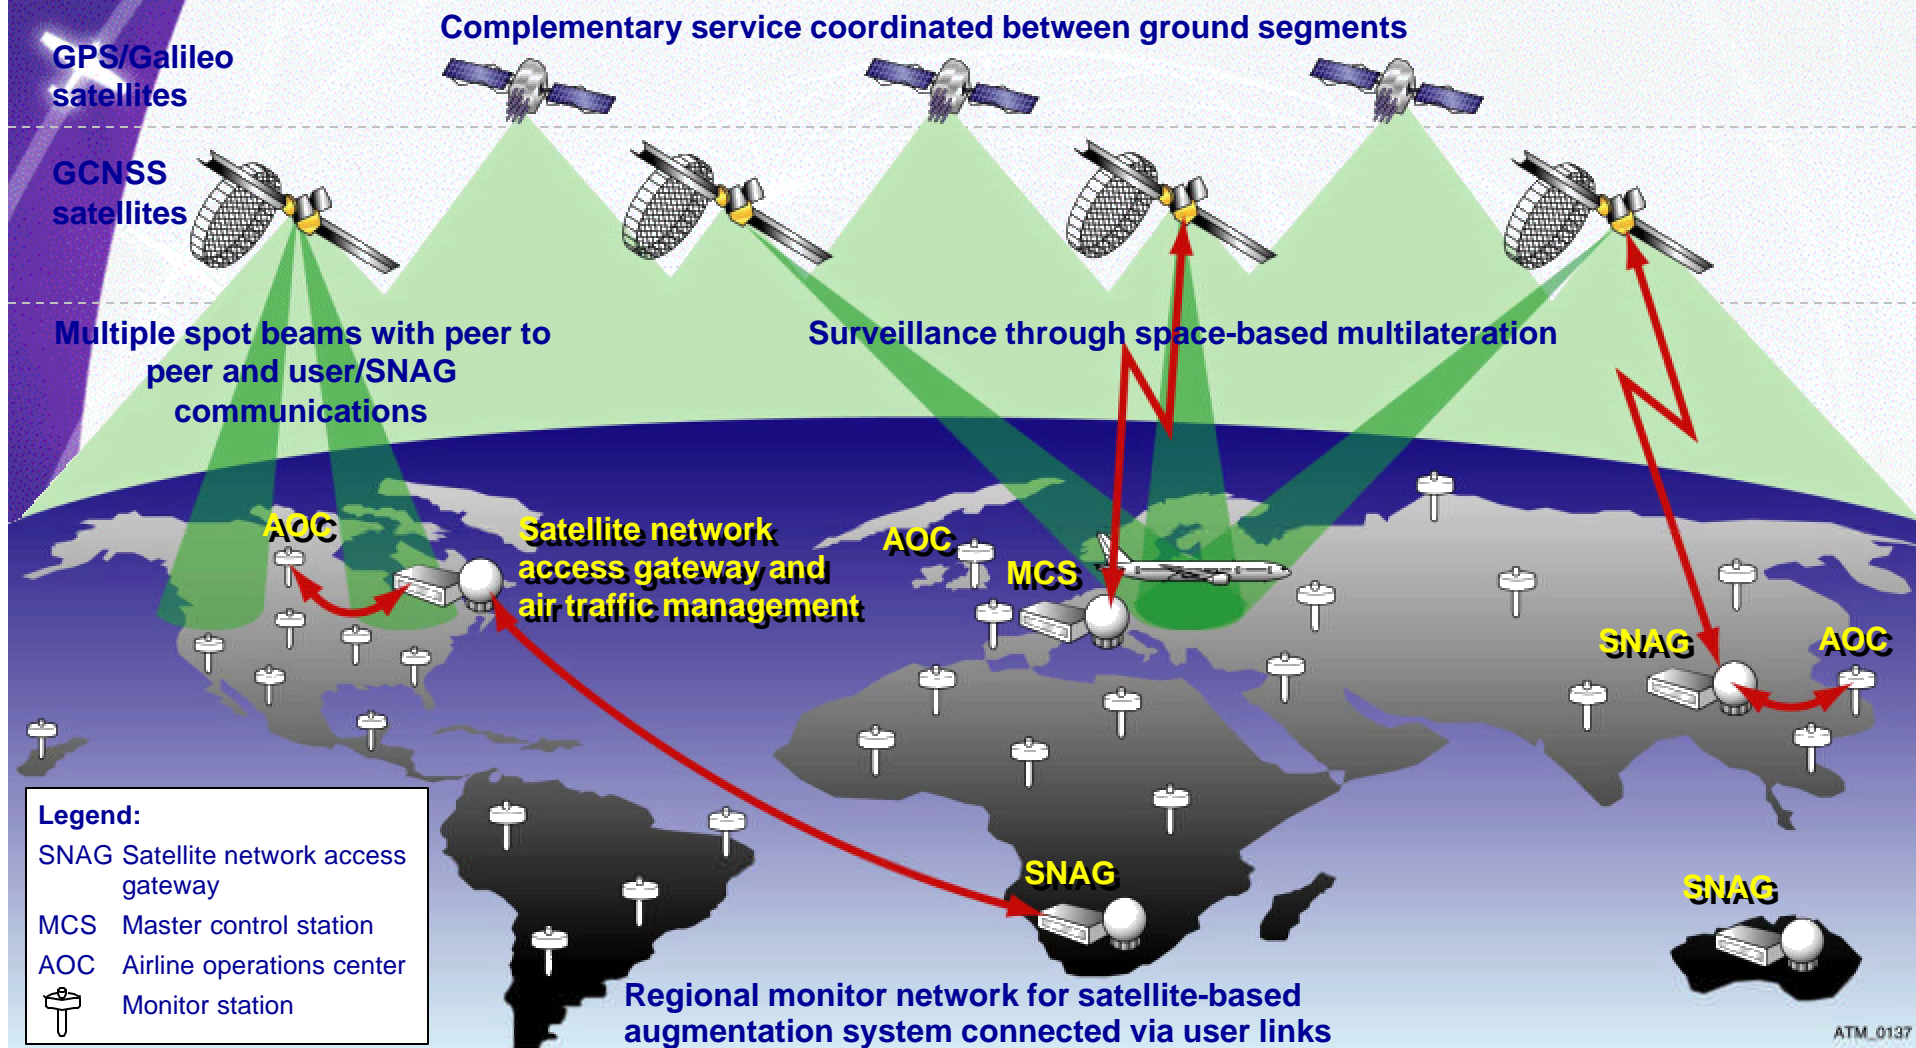 Complementary service coordinated between ground segments
GPS/Galileo
satellites
GCNSS
satellites
Multiple spot beams with peer to
peer and user/SNAG
communications
Surveillance through space-based multilateration
AOC
Satellite network
access gateway and
air traffic management
AOC
MCS
SNAG
AOC
SNAG
SNAG
Legend:
SNAG Satellite network access
gateway
MCS Master control station
AOC Airline operations center
Monitor station
Regional monitor network for satellite-based
augmentation system connected via user links
ATM_0137